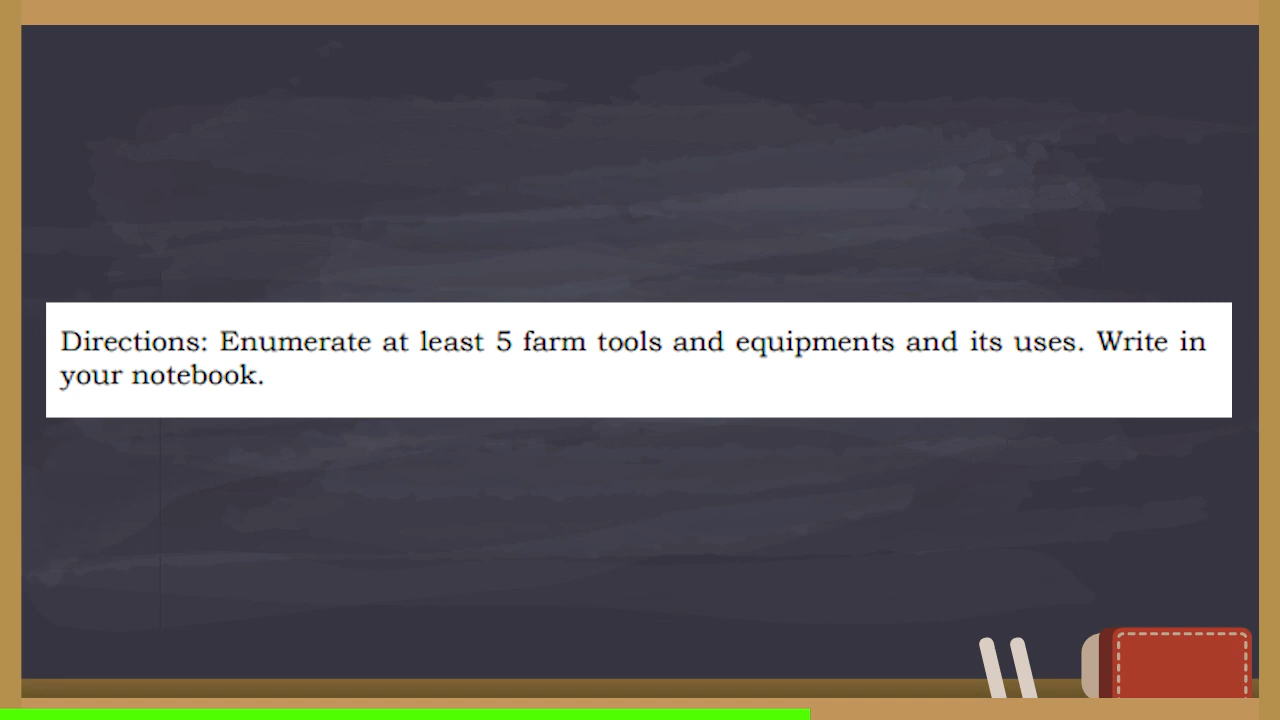 Directions: Enumerate at least 5 farm tools and equipments and its uses. Write in
your notebook.